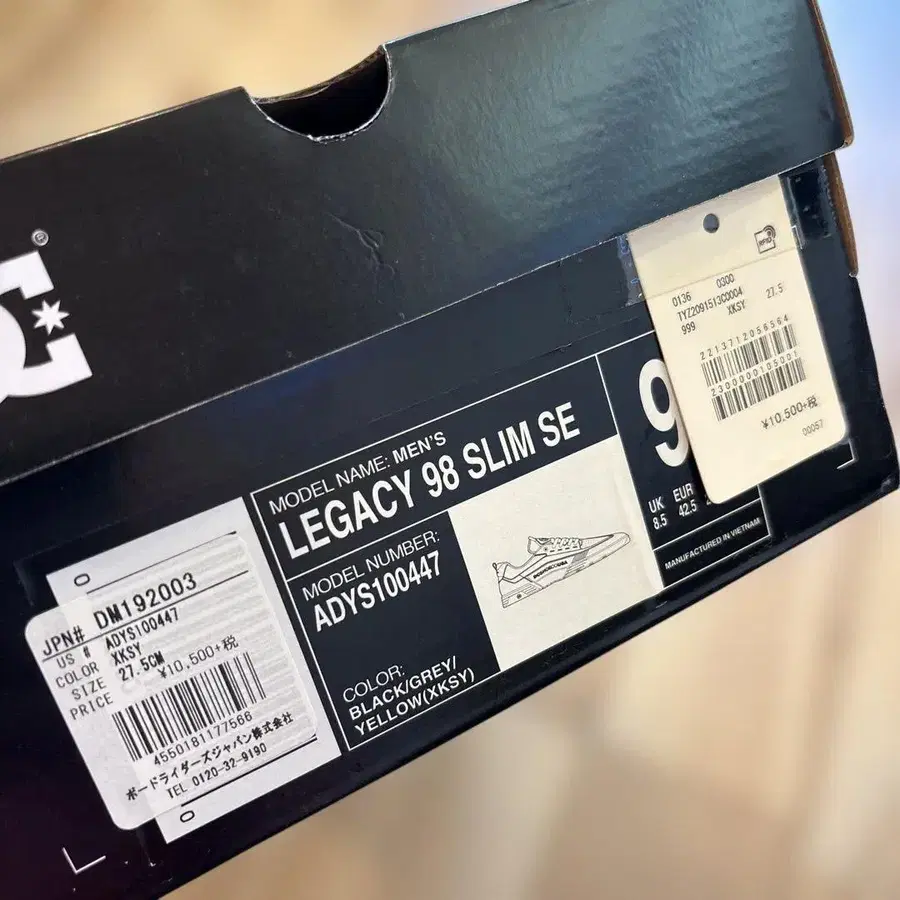 ®
MODEL NAME: MEN'S
LEGACY 98 SLIM SE
MODEL NUMBER:
ADYS100447
COLOR:
BLACK/GREY/
YELLOW(XKSY)
9
UK EUR
8.5 42.5
MANUFACTURED IN VIETNAM
RFID
0136 0300
TYZ2091513C0004
999 XKSY 27.5
2213712056564
2300000105001
¥10,500+税
00057
JPN# DM192003
US # ADYS100447
COLOR XKSY
SIZE 27.5CM
PRICE ¥10,500+税
4550181177566
ボードライダーズジャパン株式会社
TEL 0120-32-9190